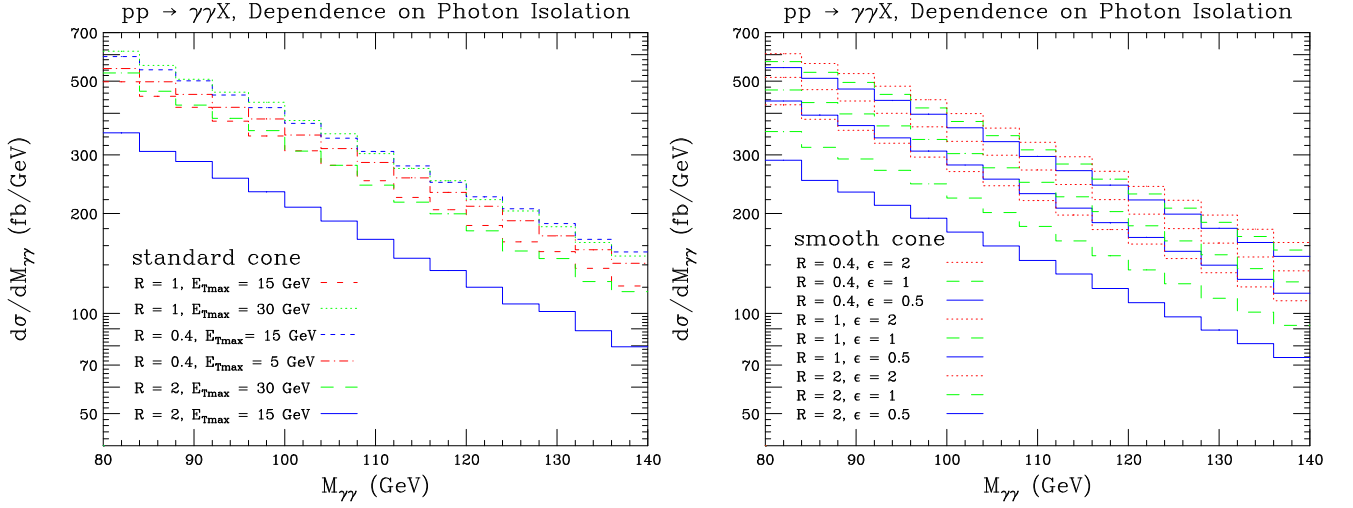 pp → γγX, Dependence on Photon Isolation
dσ/dMγγ (fb/GeV)
700
500
300
200
100
70
50
standard cone
R = 1, ETmax = 15 GeV
R = 1, ETmax = 30 GeV
R = 0.4, ETmax= 15 GeV
R = 0.4, ETmax = 5 GeV
R = 2, ETmax = 30 GeV
R = 2, ETmax = 15 GeV
80 90 100 110 120 130 140
Mγγ (GeV)
pp → γγX, Dependence on Photon Isolation
dσ/dMγγ (fb/GeV)
700
500
300
200
100
70
50
smooth cone
R = 0.4, ϵ = 2
R = 0.4, ϵ = 1
R = 0.4, ϵ = 0.5
R = 1, ϵ = 2
R = 1, ϵ = 1
R = 1, ϵ = 0.5
R = 2, ϵ = 2
R = 2, ϵ = 1
R = 2, ϵ = 0.5
80 90 100 110 120 130 140
Mγγ (GeV)